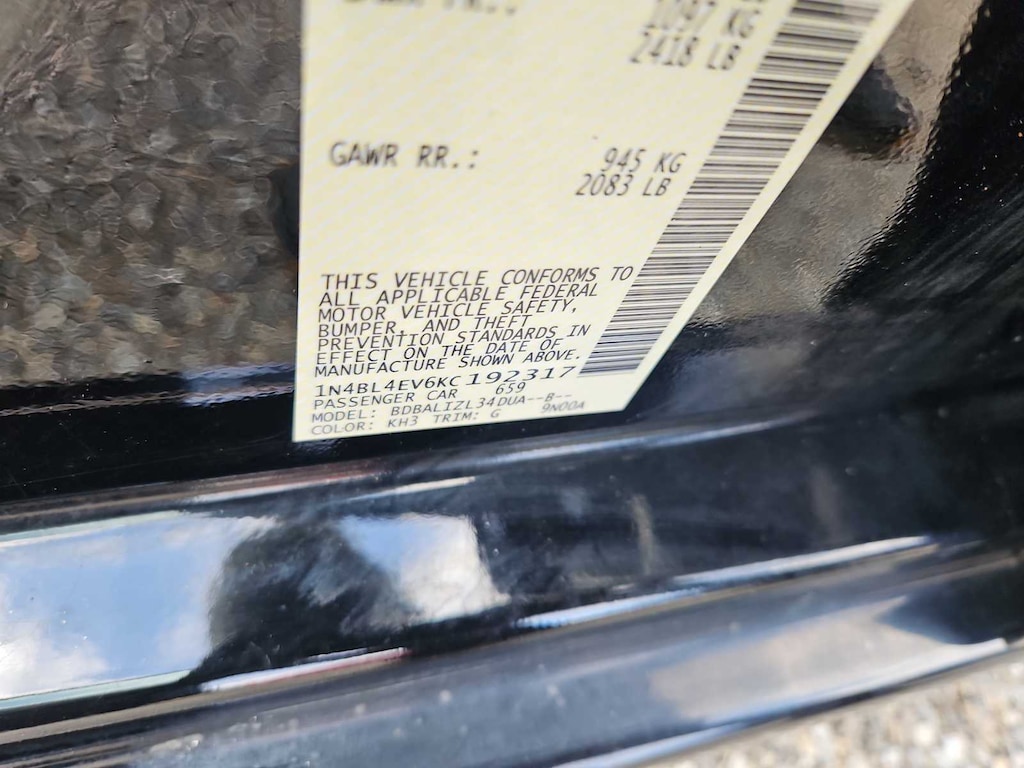 1097 KG
2418 LB
GAWR RR.: 945 KG
2083 LB
THIS VEHICLE CONFORMS TO
ALL APPLICABLE FEDERAL
MOTOR VEHICLE SAFETY,
BUMPER, AND THEFT
PREVENTION STANDARDS IN
EFFECT ON THE DATE OF
MANUFACTURE SHOWN ABOVE.
1N4BL4EV6KC192317
PASSENGER CAR 659
MODEL: BDBALIZL34DUA--B--
COLOR: KH3 TRIM: G 9N00A